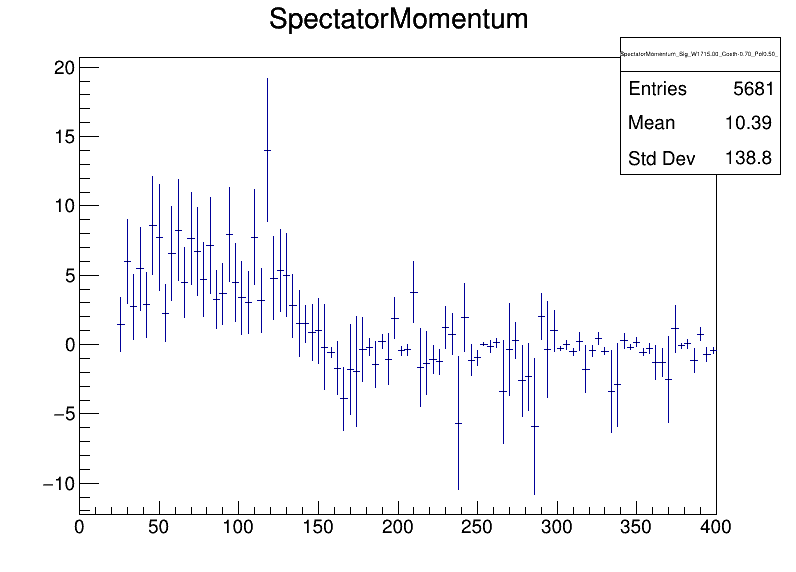 SpectatorMomentum
SpectatorMomentum_Sig_W1715.00_Costh-0.70_Pol0.50_
Entries 5681
Mean 10.39
Std Dev 138.8
20
15
10
5
0
−5
−10
0 50 100 150 200 250 300 350 400